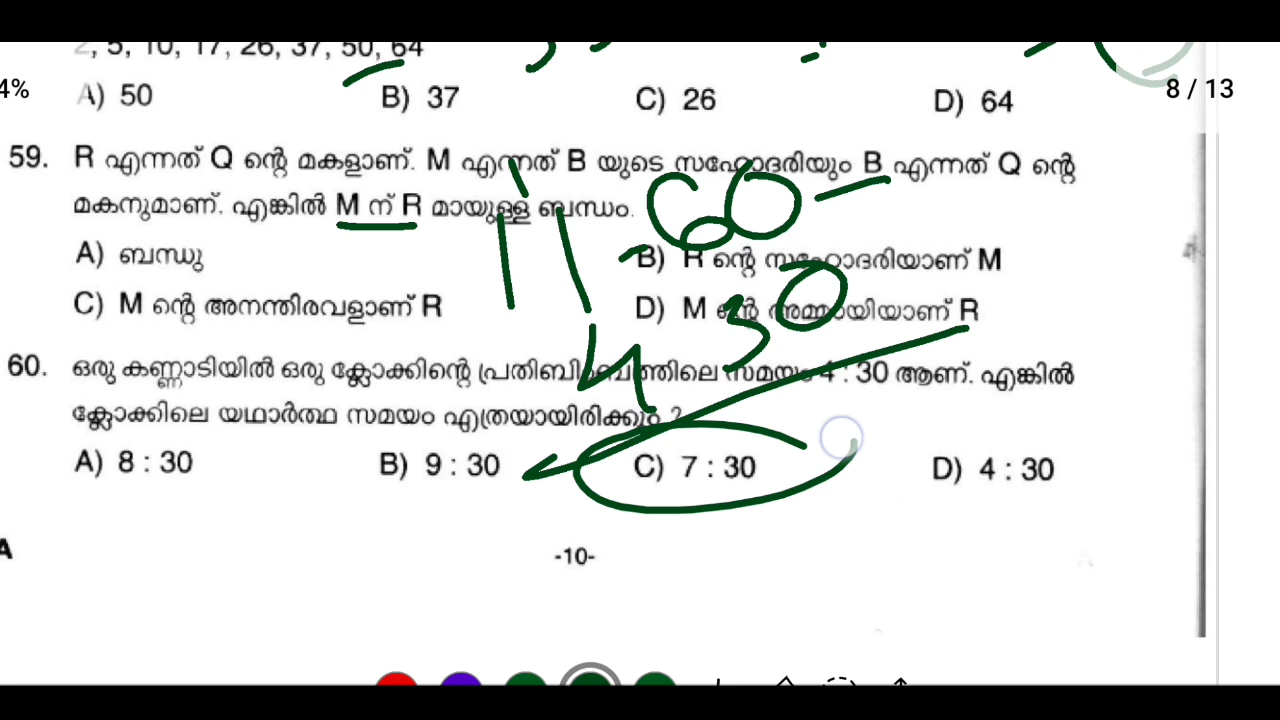 2, 5, 10, 17, 26, 37, 50, 64
4%
A) 50 B) 37 C) 26 D) 64
8 / 13
59. R എന്നത് Q ന്റെ മകളാണ്. M എന്നത് B യുടെ സഹോദരിയും B എന്നത് Q ന്റെ
മകനുമാണ്. എങ്കിൽ M ന് R മായുള്ള ബന്ധം.
60
A) ബന്ധു B) R ന്റെ സഹോദരിയാണ് M
11
C) M ന്റെ അനന്തിരവളാണ് R D) M ന്റെ അമ്മായിയാണ് R
30
60. ഒരു കണ്ണാടിയിൽ ഒരു ക്ലോക്കിന്റെ പ്രതിബിംബത്തിലെ സമയം 4 : 30 ആണ്. എങ്കിൽ
ക്ലോക്കിലെ യഥാർത്ഥ സമയം എത്രയായിരിക്കും ?
A) 8 : 30 B) 9 : 30 C) 7 : 30 D) 4 : 30
A
-10-